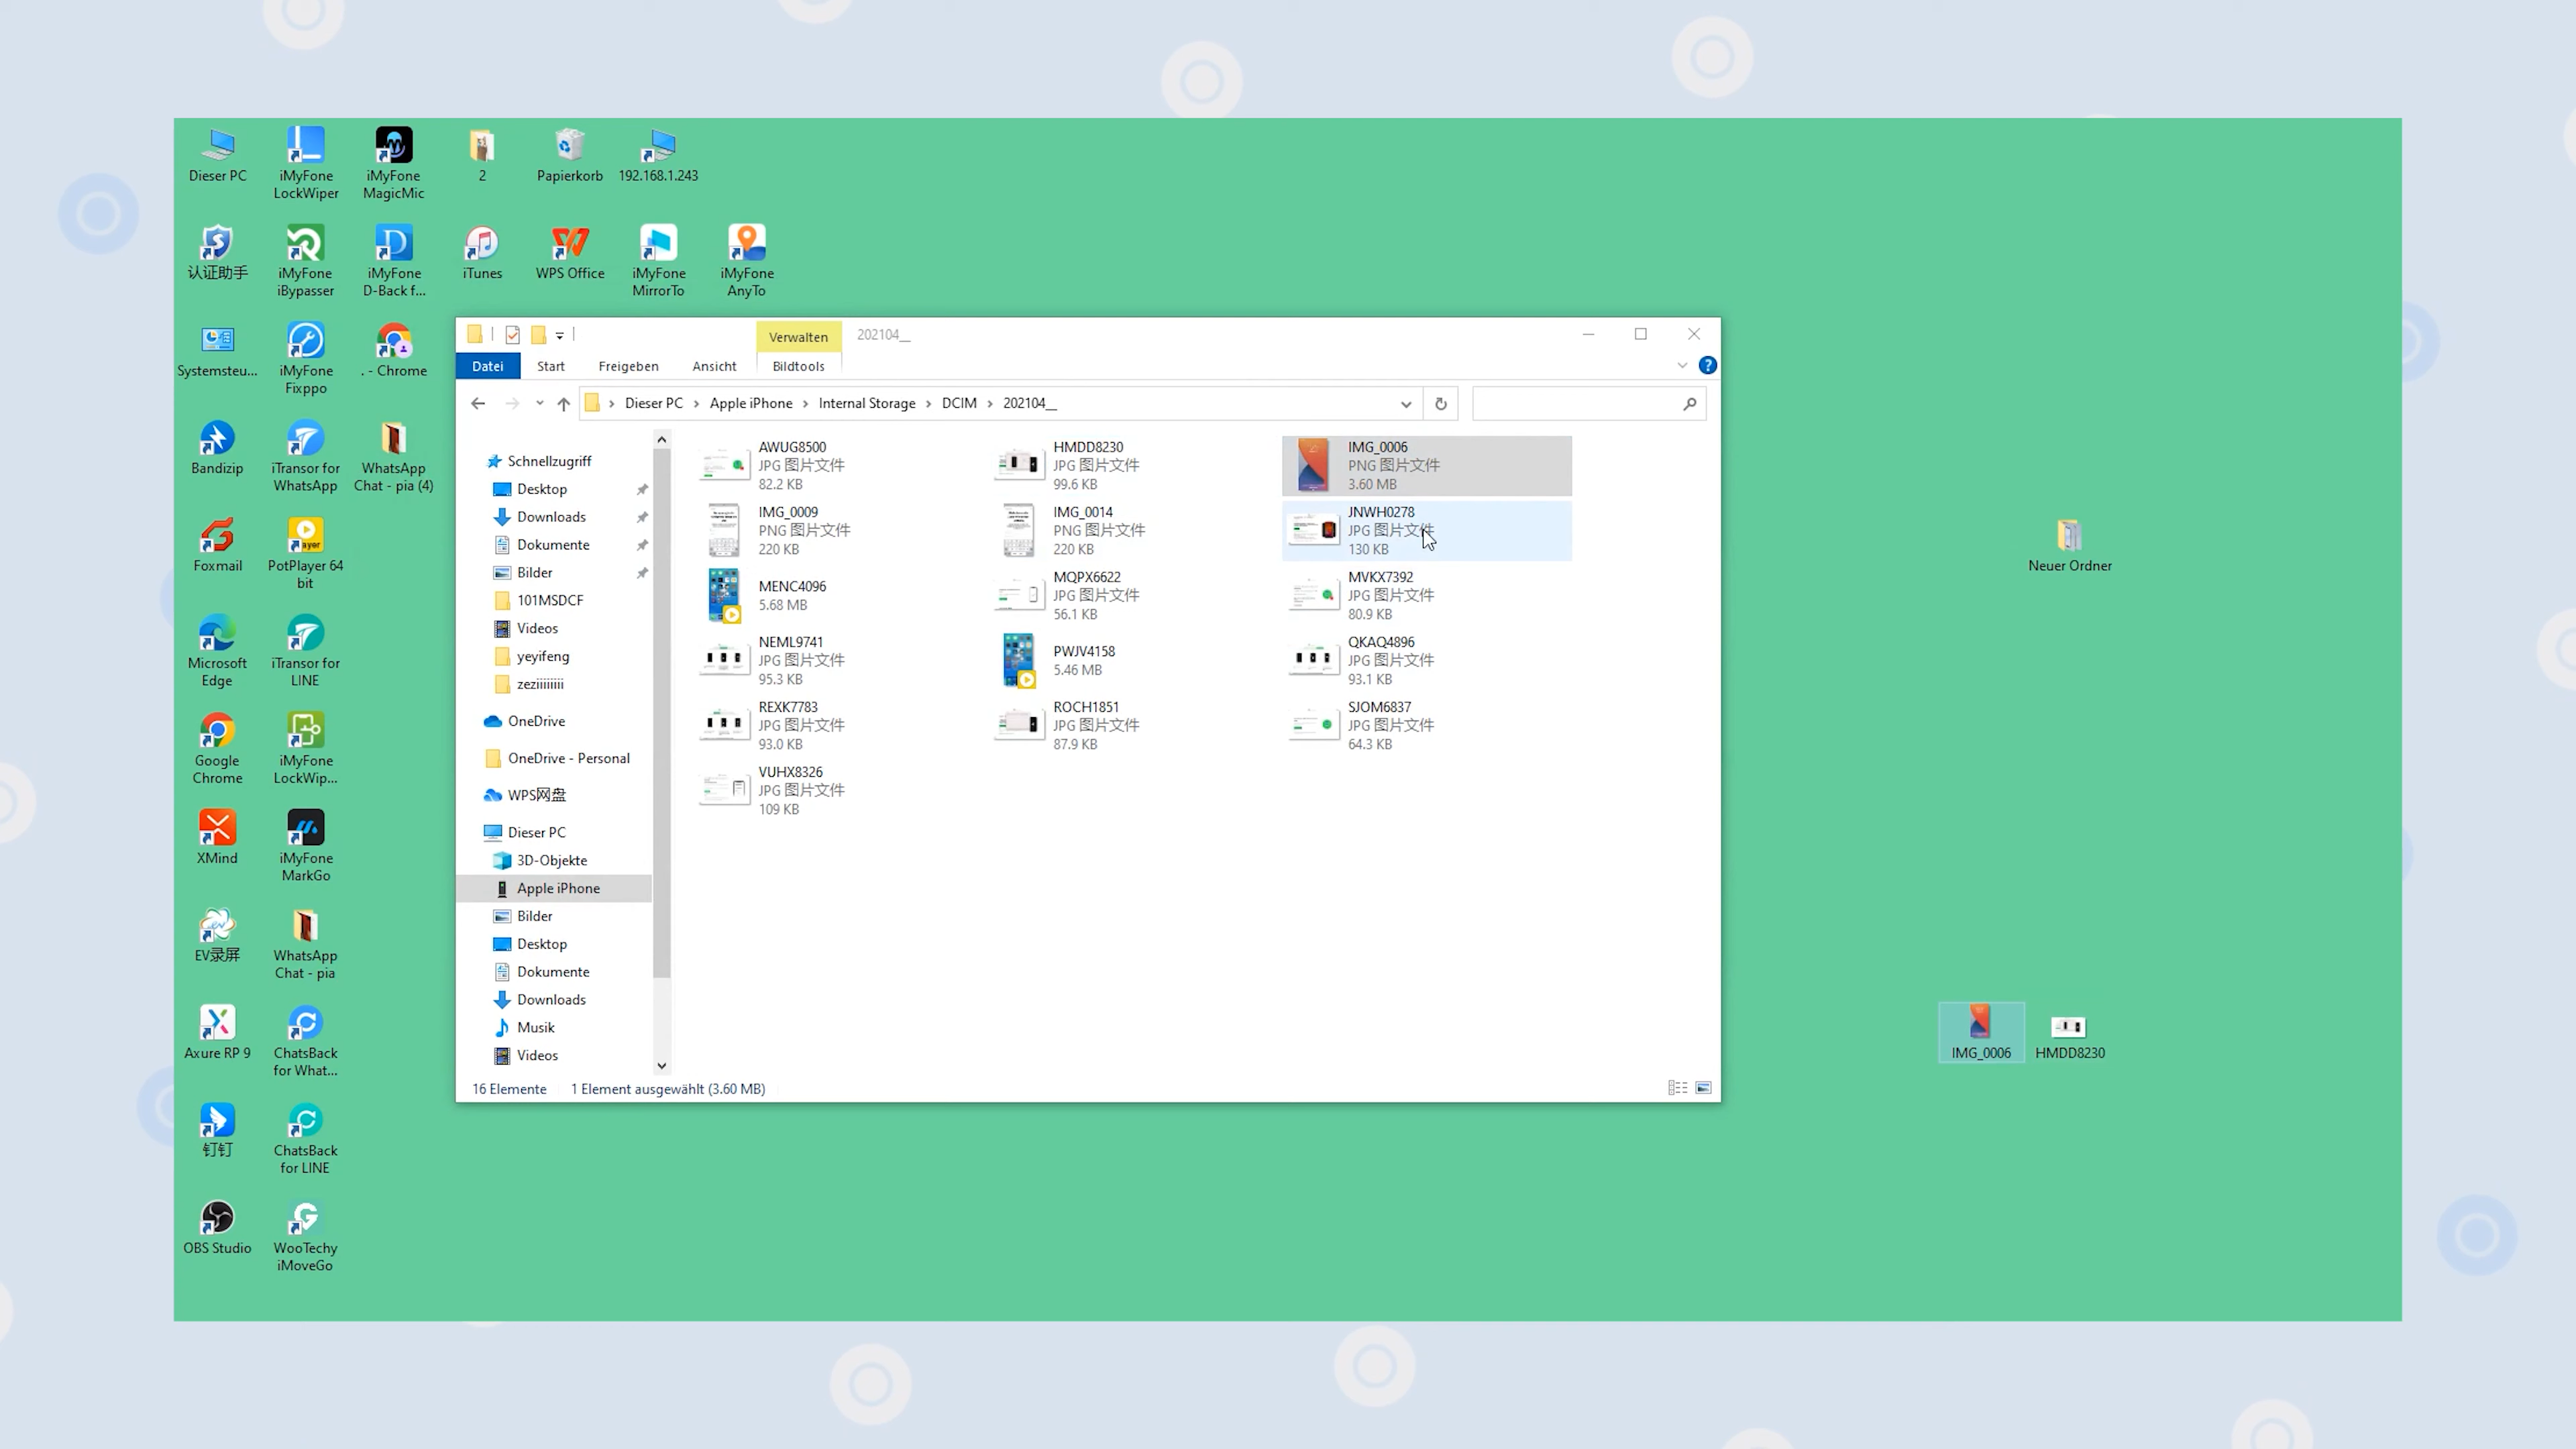 Dieser PC
iMyFone
LockWiper
iMyFone
MagicMic
2
Papierkorb
192.168.1.243
认证助手
iMyFone
iBypasser
iMyFone
D-Back f...
iTunes
WPS Office
iMyFone
MirrorTo
iMyFone
AnyTo
Systemsteu...
iMyFone
Fixppo
. - Chrome
Bandizip
iTransor for
WhatsApp
WhatsApp
Chat - pia (4)
Foxmail
PotPlayer 64
bit
Microsoft
Edge
iTransor for
LINE
Google
Chrome
iMyFone
LockWip...
XMind
iMyFone
MarkGo
EV录屏
WhatsApp
Chat - pia
Axure RP 9
ChatsBack
for What...
钉钉
ChatsBack
for LINE
OBS Studio
WooTechy
iMoveGo
Verwalten
202104__
Datei
Start
Freigeben
Ansicht
Bildtools
Dieser PC
Apple iPhone
Internal Storage
DCIM
202104__
Schnellzugriff
Desktop
Downloads
Dokumente
Bilder
101MSDCF
Videos
yeyifeng
zeziiiiiiii
OneDrive
OneDrive - Personal
WPS网盘
Dieser PC
3D-Objekte
Apple iPhone
Bilder
Desktop
Dokumente
Downloads
Musik
Videos
AWUG8500
JPG 图片文件
82.2 KB
HMDD8230
JPG 图片文件
99.6 KB
IMG_0006
PNG 图片文件
3.60 MB
IMG_0009
PNG 图片文件
220 KB
IMG_0014
PNG 图片文件
220 KB
JNWH0278
JPG 图片文件
130 KB
MENC4096
5.68 MB
MQPX6622
JPG 图片文件
56.1 KB
MVKX7392
JPG 图片文件
80.9 KB
NEML9741
JPG 图片文件
95.3 KB
PWJV4158
5.46 MB
QKAQ4896
JPG 图片文件
93.1 KB
REXK7783
JPG 图片文件
93.0 KB
ROCH1851
JPG 图片文件
87.9 KB
SJOM6837
JPG 图片文件
64.3 KB
VUHX8326
JPG 图片文件
109 KB
16 Elemente
1 Element ausgewählt (3.60 MB)
Neuer Ordner
IMG_0006
HMDD8230